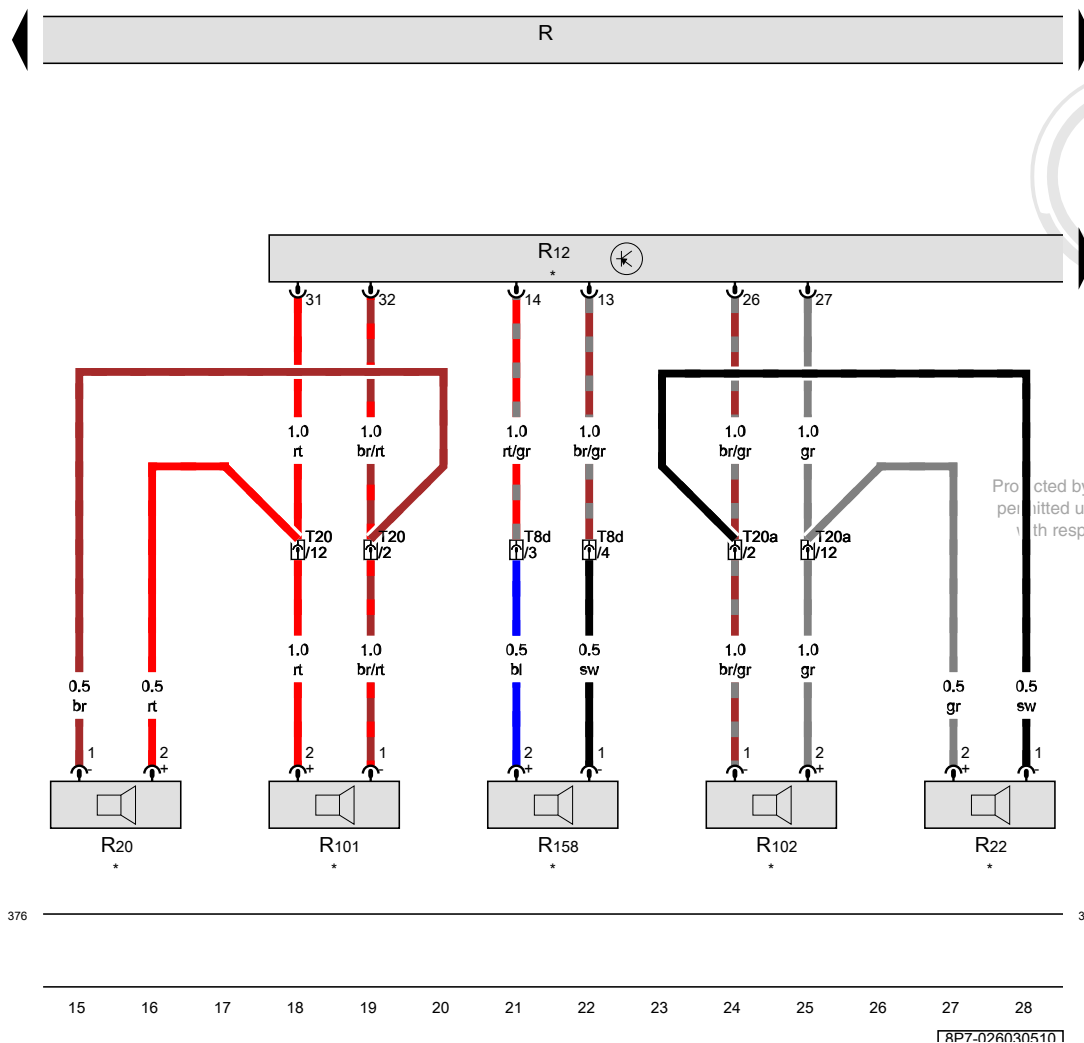 R
R12
*
31 32 14 13 26 27
1.0 1.0 1.0 1.0 1.0 1.0
rt br/rt rt/gr br/gr br/gr gr
T20 T20 T8d T8d T20a T20a
/12 /2 /3 /4 /2 /12
1.0 1.0 0.5 0.5 1.0 1.0
rt br/rt bl sw br/gr gr
0.5 0.5 0.5 0.5
br rt gr sw
1 2 2 1 2 1 1 2 2 1
- + + - + - - + + -
R20 R101 R158 R102 R22
* * * * *
376
15 16 17 18 19 20 21 22 23 24 25 26 27 28
8P7-026030510